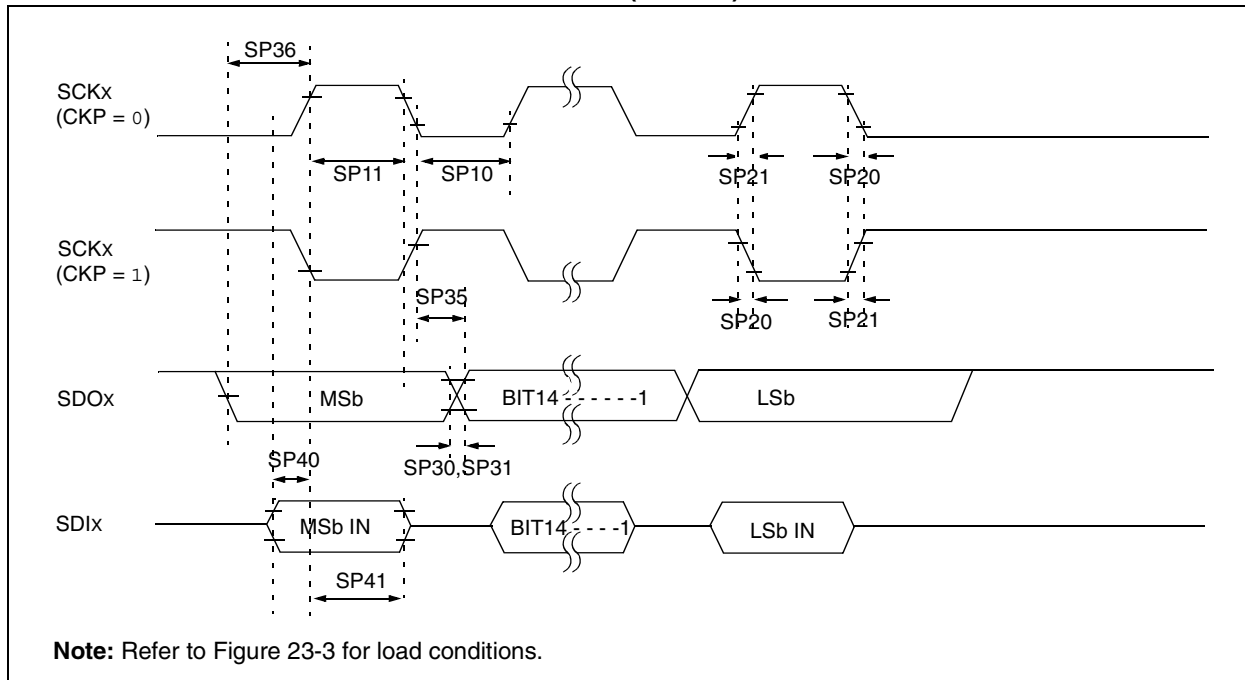 SP36
SCKx
(CKP = 0)
SP11
SP10
SP21
SP20
SCKx
(CKP = 1)
SP35
SP20
SP21
SDOx
MSb
BIT14 - - - - - -1
LSb
SP40
SP30,SP31
SDIx
MSb IN
BIT14 - - - -1
LSb IN
SP41
Note: Refer to Figure 23-3 for load conditions.